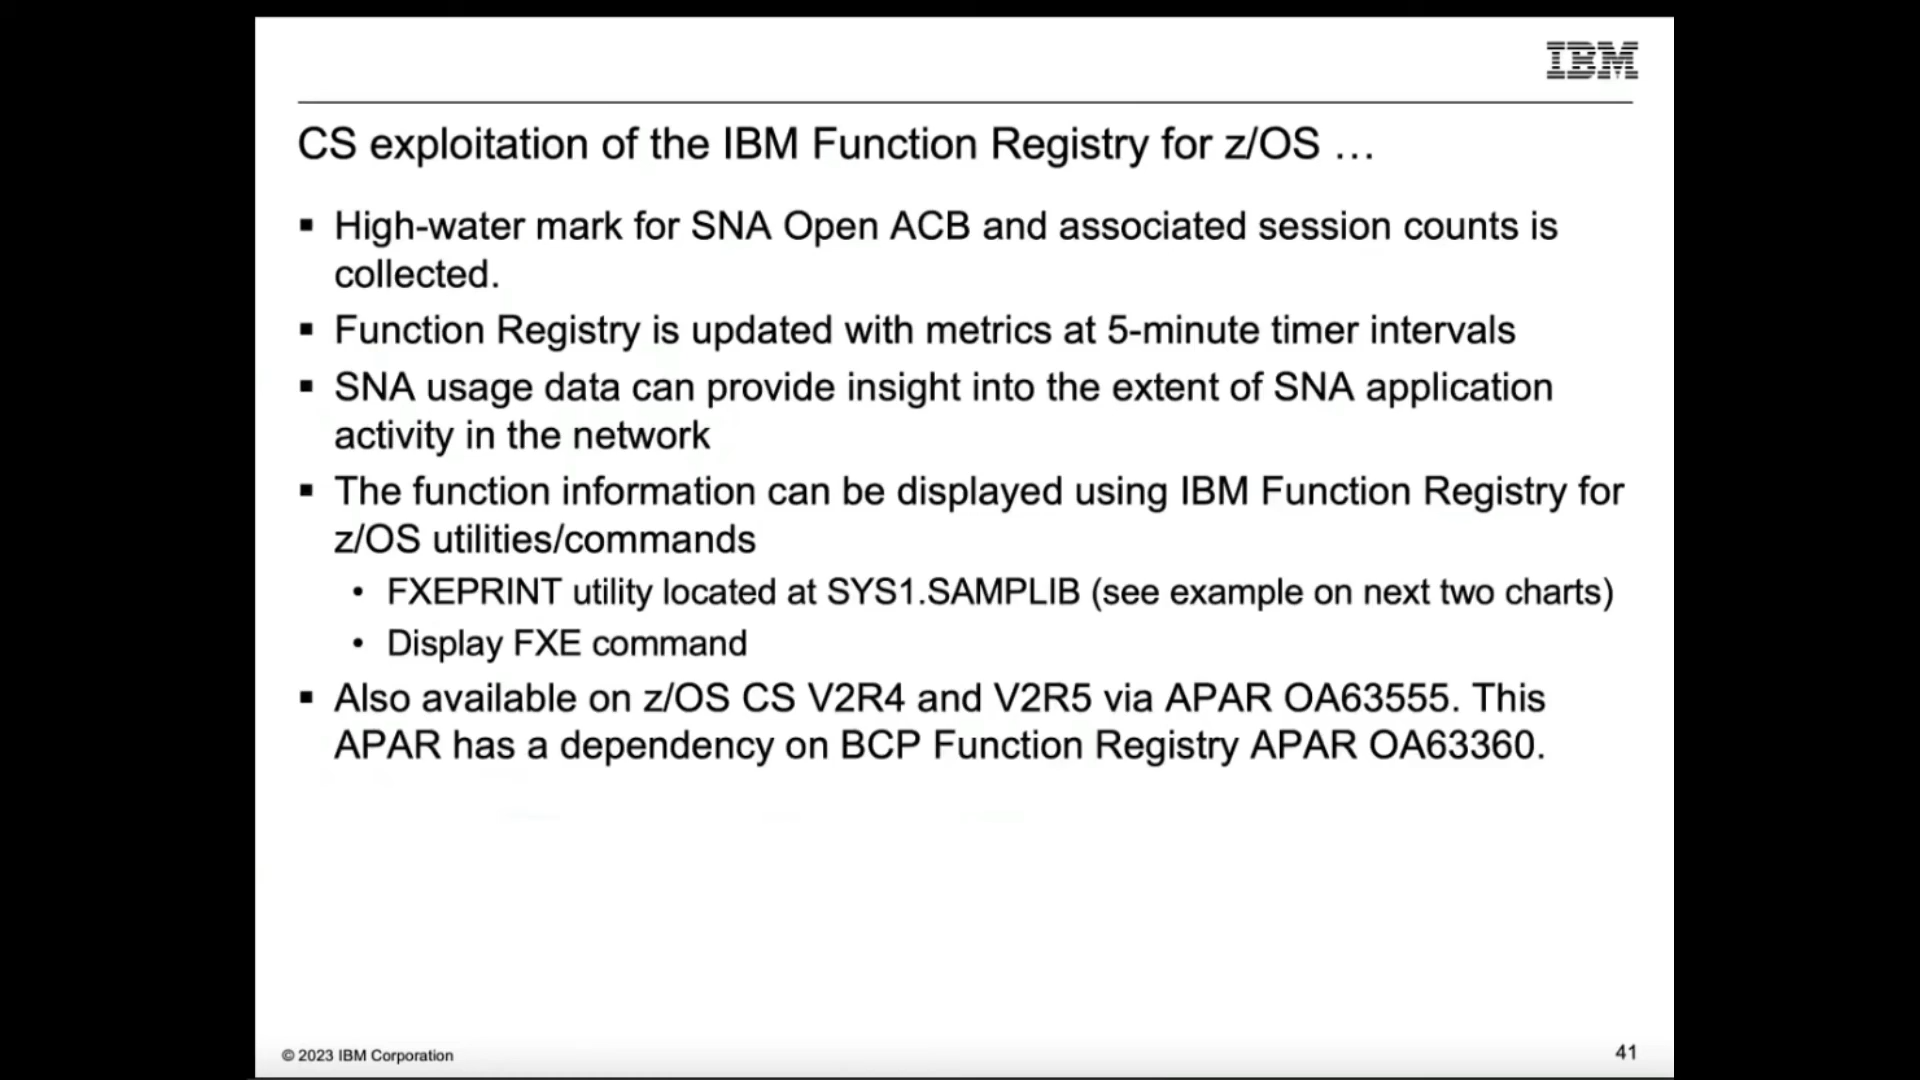 IBM
CS exploitation of the IBM Function Registry for z/OS …
▪ High-water mark for SNA Open ACB and associated session counts is
collected.
▪ Function Registry is updated with metrics at 5-minute timer intervals
▪ SNA usage data can provide insight into the extent of SNA application
activity in the network
▪ The function information can be displayed using IBM Function Registry for
z/OS utilities/commands
• FXEPRINT utility located at SYS1.SAMPLIB (see example on next two charts)
• Display FXE command
▪ Also available on z/OS CS V2R4 and V2R5 via APAR OA63555. This
APAR has a dependency on BCP Function Registry APAR OA63360.
© 2023 IBM Corporation
41